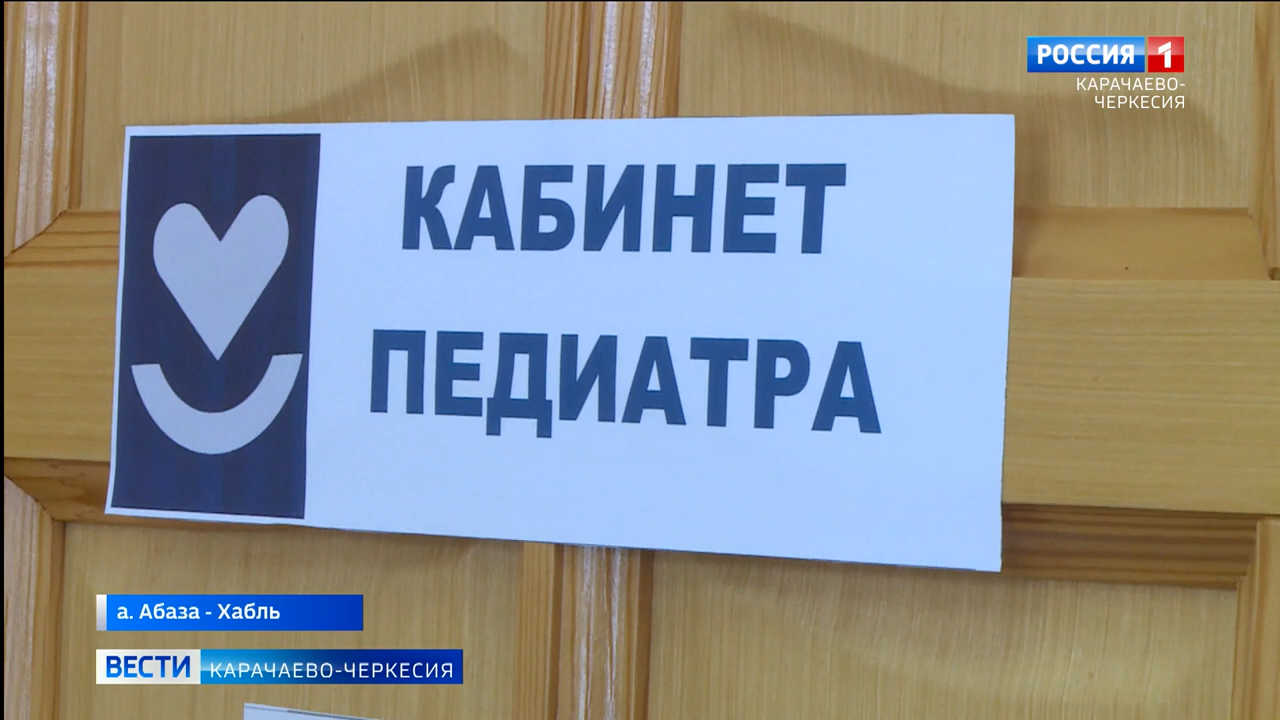 РОССИЯ 1
КАРАЧАЕВО-
ЧЕРКЕСИЯ
КАБИНЕТ
ПЕДИАТРА
а. Абаза - Хабль
ВЕСТИ КАРАЧАЕВО-ЧЕРКЕСИЯ